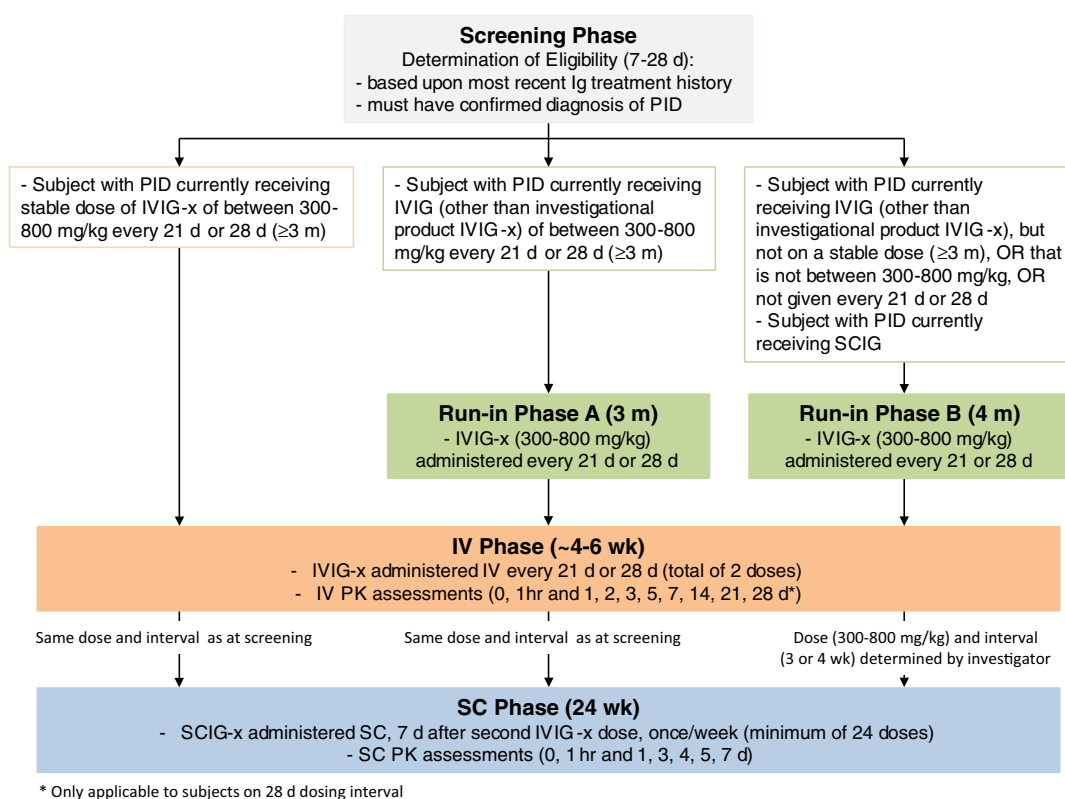 Screening Phase
Determination of Eligibility (7-28 d):
- based upon most recent Ig treatment history
- must have confirmed diagnosis of PID
- Subject with PID currently receiving
stable dose of IVIG-x of between 300-
800 mg/kg every 21 d or 28 d (≥3 m)
- Subject with PID currently receiving
IVIG (other than investigational
product IVIG-x) of between 300-800
mg/kg every 21 d or 28 d (≥3 m)
- Subject with PID currently
receiving IVIG (other than
investigational product IVIG-x), but
not on a stable dose (≥3 m), OR that
is not between 300-800 mg/kg, OR
not given every 21 d or 28 d
- Subject with PID currently
receiving SCIG
Run-in Phase A (3 m)
- IVIG-x (300-800 mg/kg)
administered every 21 d or 28 d
Run-in Phase B (4 m)
- IVIG-x (300-800 mg/kg)
administered every 21 or 28 d
IV Phase (~4-6 wk)
- IVIG-x administered IV every 21 d or 28 d (total of 2 doses)
- IV PK assessments (0, 1hr and 1, 2, 3, 5, 7, 14, 21, 28 d*)
Same dose and interval as at screening
Same dose and interval as at screening
Dose (300-800 mg/kg) and interval
(3 or 4 wk) determined by investigator
SC Phase (24 wk)
- SCIG-x administered SC, 7 d after second IVIG-x dose, once/week (minimum of 24 doses)
- SC PK assessments (0, 1 hr and 1, 3, 4, 5, 7 d)
* Only applicable to subjects on 28 d dosing interval